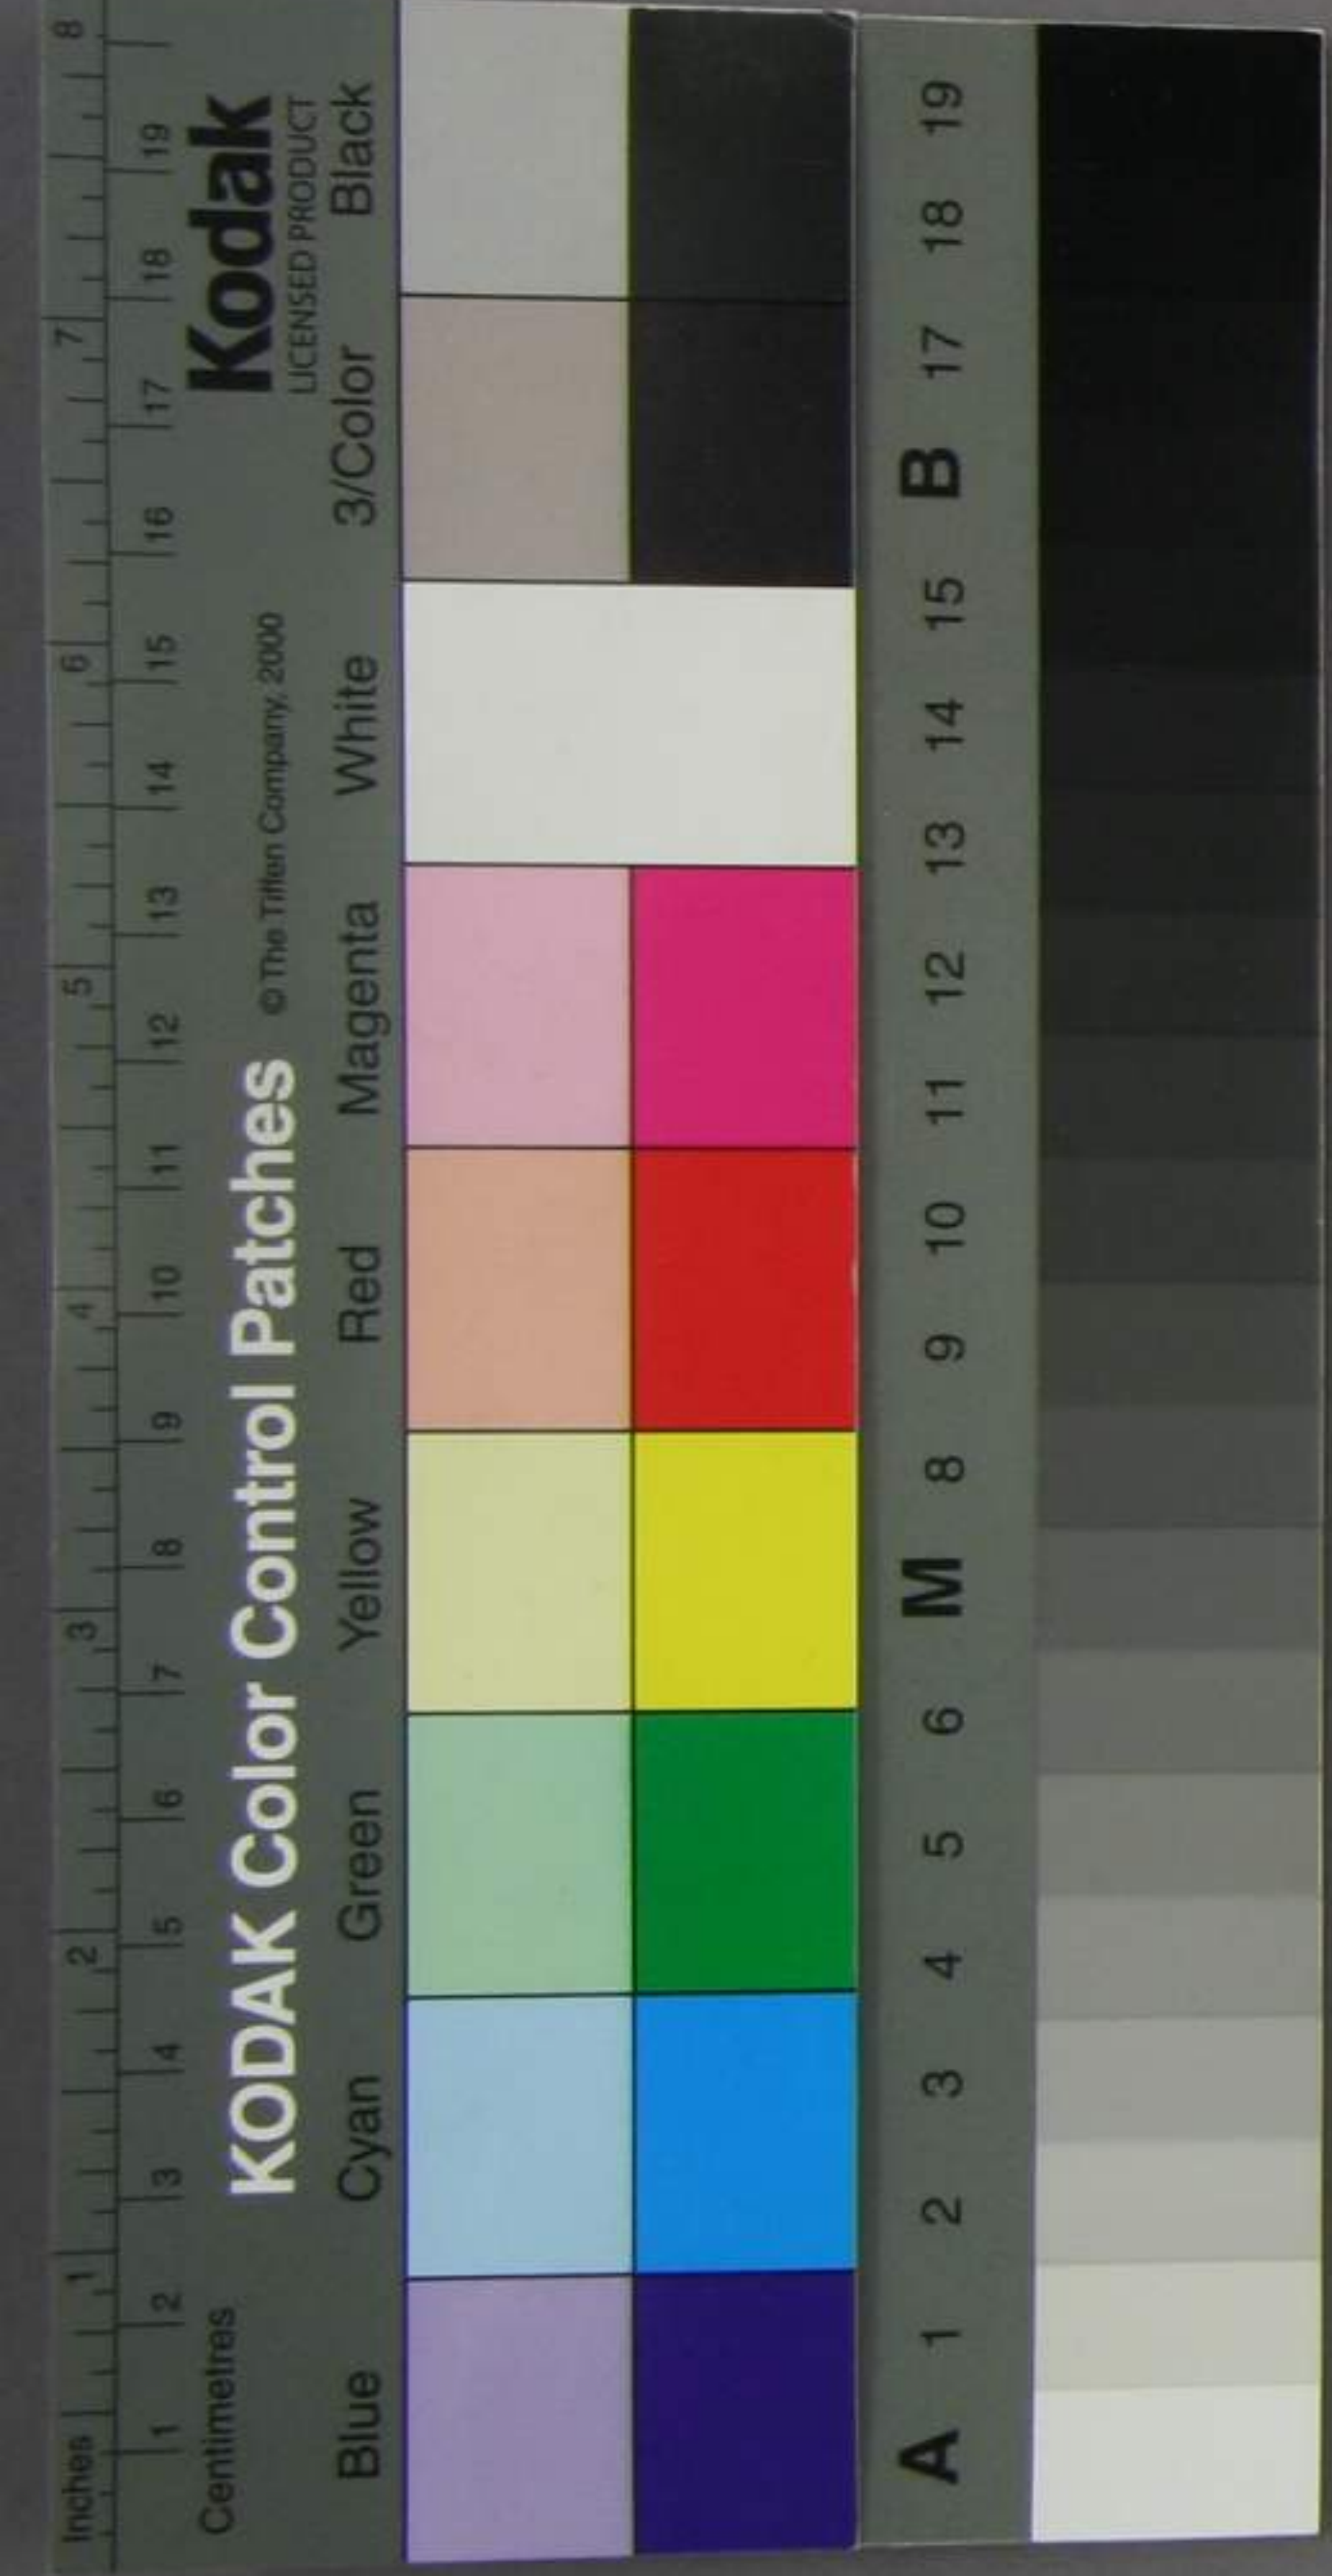 Inches 1 2 3 4 5 6 7 8
1 2 3 4 5 6 7 8 9 10 11 12 13 14 15 16 17 18 19
Centimetres
KODAK Color Control Patches © The Tiffen Company, 2000 Kodak
LICENSED PRODUCT
Blue Cyan Green Yellow Red Magenta White 3/Color Black
A 1 2 3 4 5 6 M 8 9 10 11 12 13 14 15 B 17 18 19